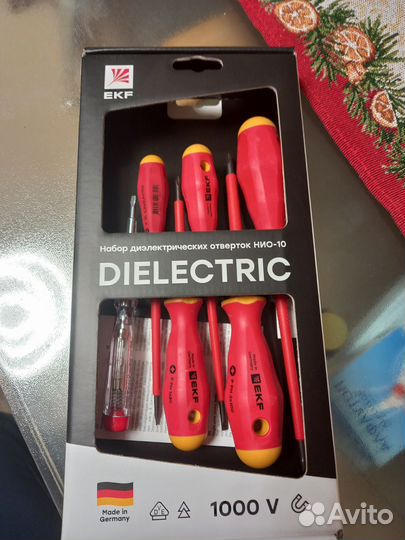 EKF
Набор диэлектрических отверток НИО-10
DIELECTRIC
EKF
EKF
EKF
Made in
Germany
1000 V
Avito